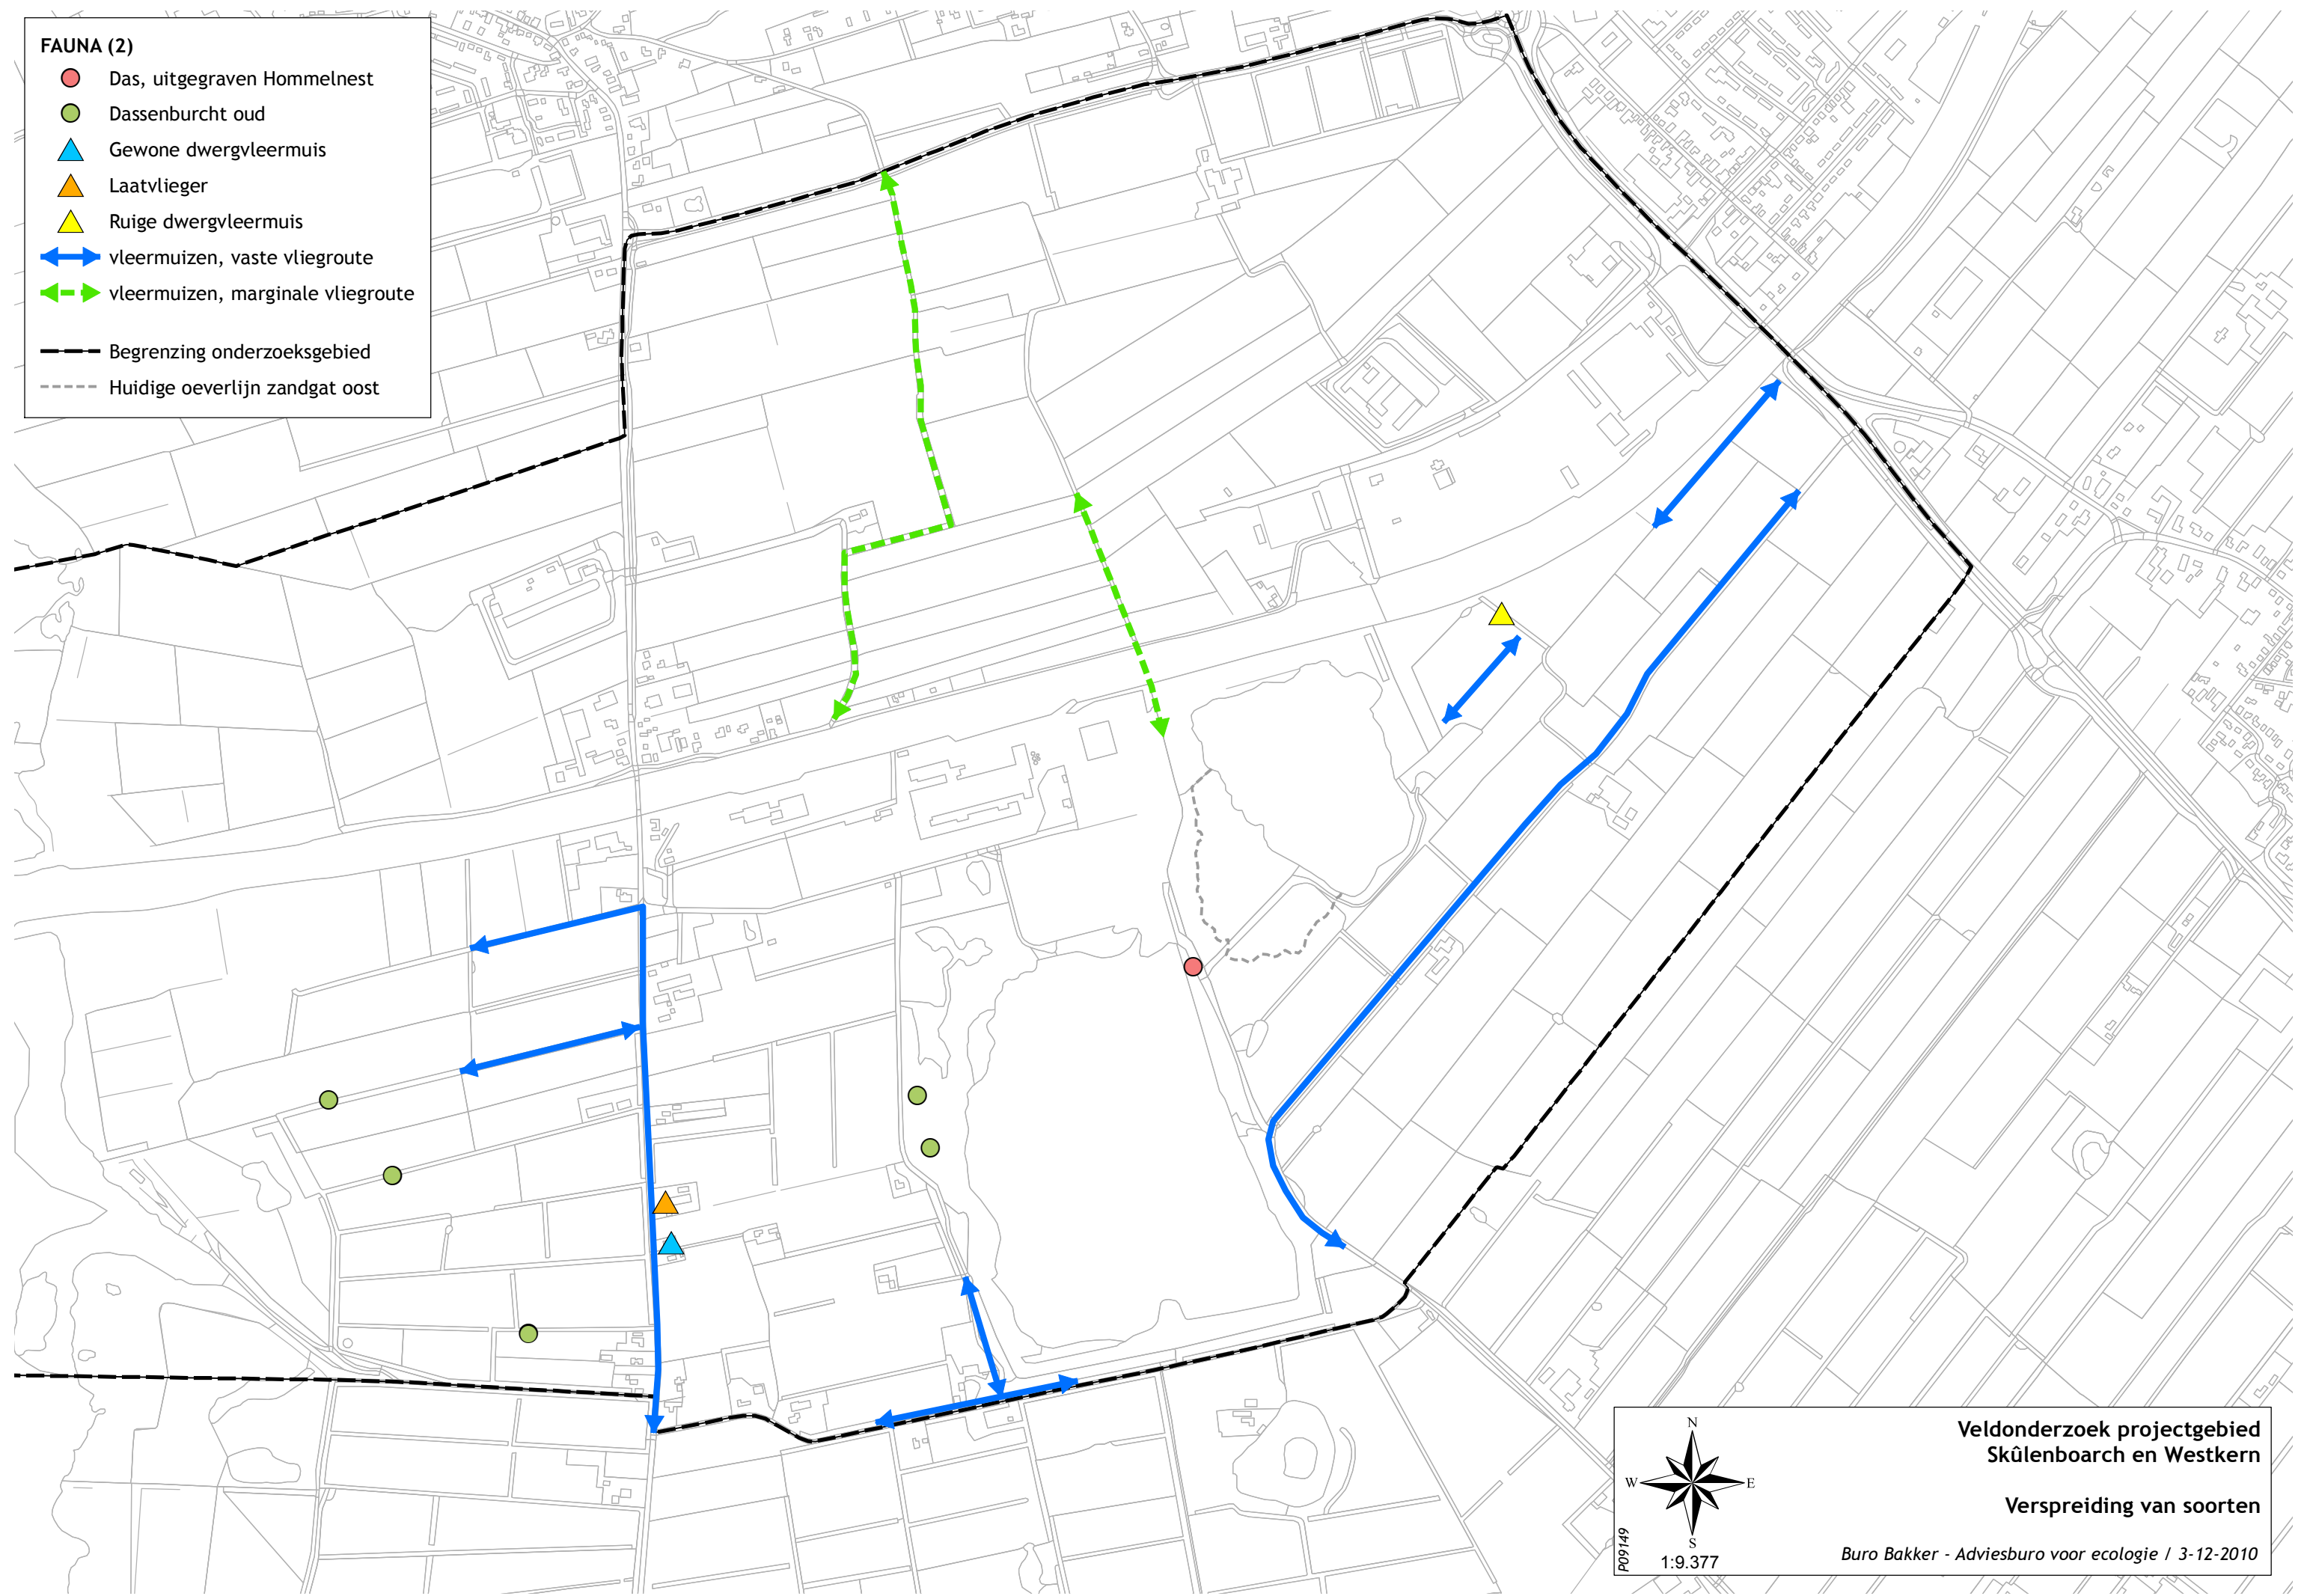 FAUNA (2)
Das, uitgegraven Hommelnest
Dassenburcht oud
Gewone dwergvleermuis
Laatvlieger
Ruige dwergvleermuis
vleermuizen, vaste vliegroute
vleermuizen, marginale vliegroute
Begrenzing onderzoeksgebied
Huidige oeverlijn zandgat oost
N
W
E
S
1:9.377
P09149
Veldonderzoek projectgebied
Skûlenboarch en Westkern
Verspreiding van soorten
Buro Bakker - Adviesburo voor ecologie / 3-12-2010